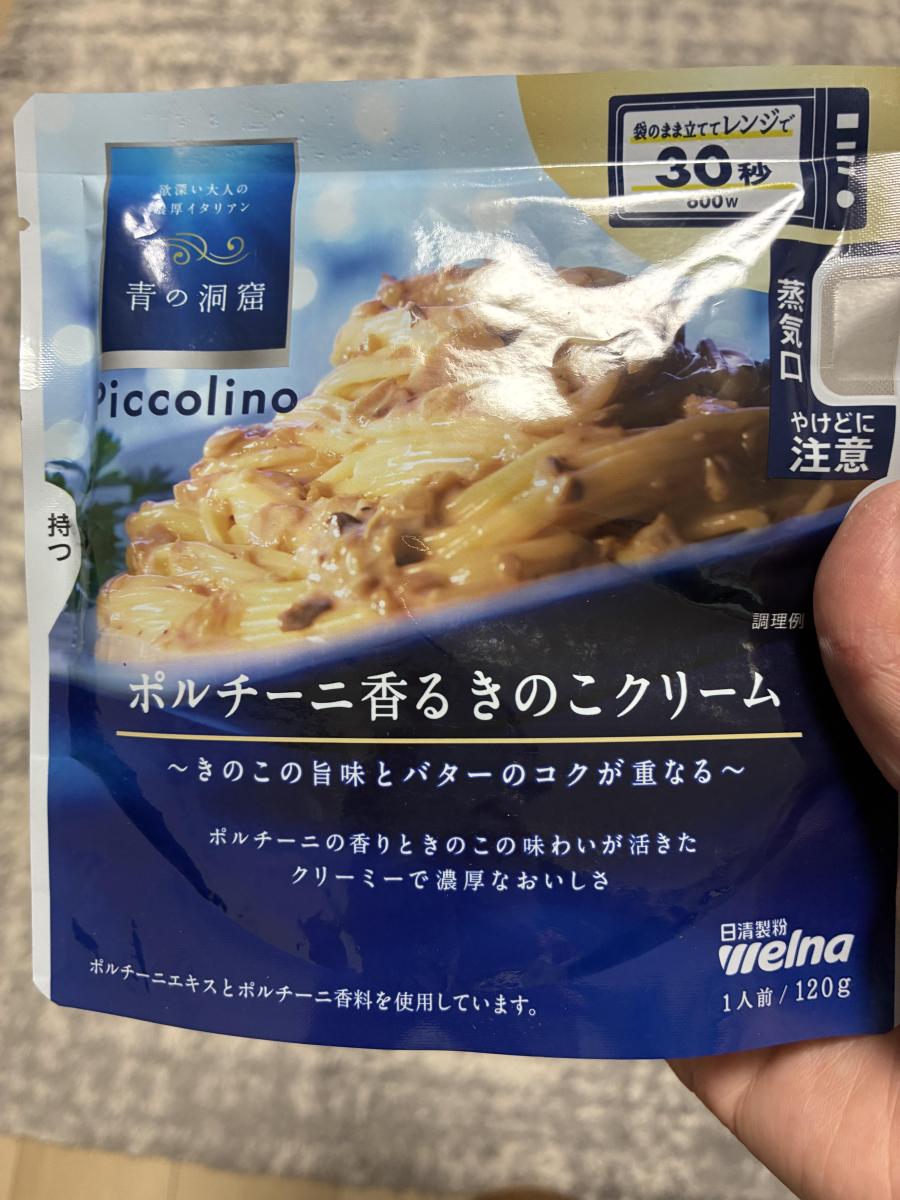 袋のまま立ててレンジで
30秒
600W
欲深い大人の
濃厚イタリアン
青の洞窟
Piccolino
蒸気口
やけどに
注意
持つ
調理例
ポルチーニ香るきのこクリーム
～きのこの旨味とバターのコクが重なる～
ポルチーニの香りときのこの味わいが活きた
クリーミーで濃厚なおいしさ
日清製粉
Welna
ポルチーニエキスとポルチーニ香料を使用しています。
1人前 / 120g